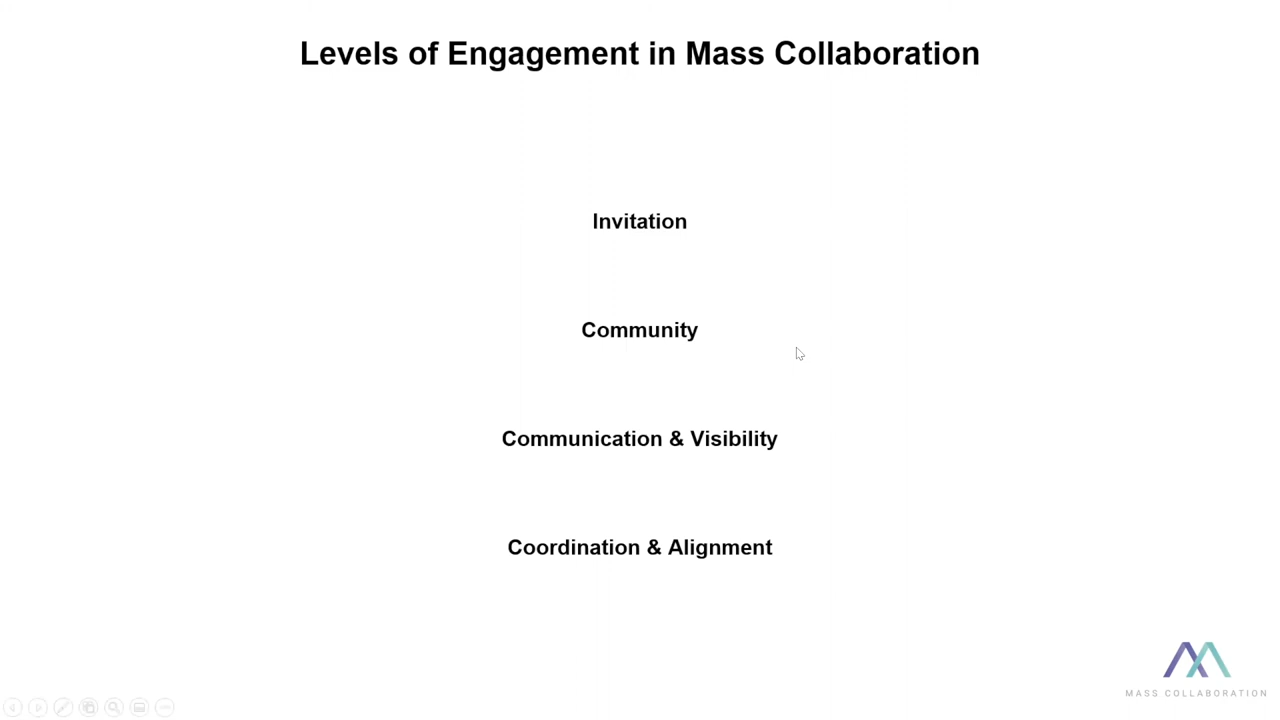 Levels of Engagement in Mass Collaboration
Invitation
Community
Communication & Visibility
Coordination & Alignment
MASS COLLABORATION